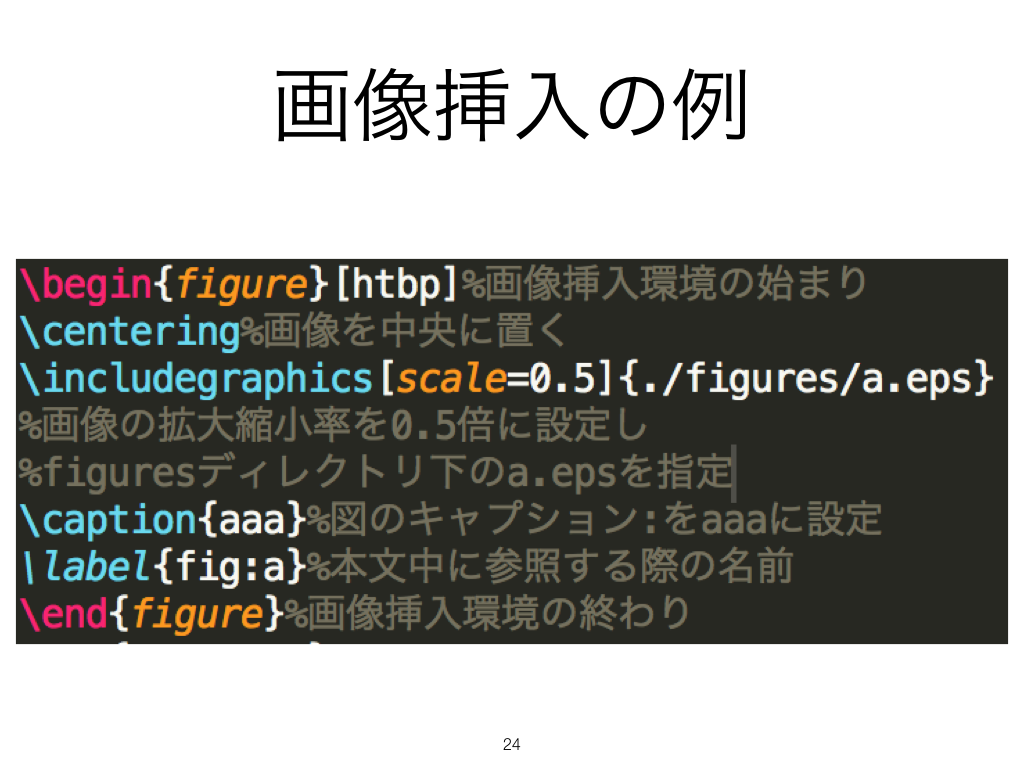 画像挿入の例
\begin{figure}[htbp]%画像挿入環境の始まり
\centering%画像を中央に置く
\includegraphics[scale=0.5]{./figures/a.eps}
%画像の拡大縮小率を0.5倍に設定し
%figuresディレクトリ下のa.epsを指定
\caption{aaa}%図のキャプション:をaaaに設定
\label{fig:a}%本文中に参照する際の名前
\end{figure}%画像挿入環境の終わり
24